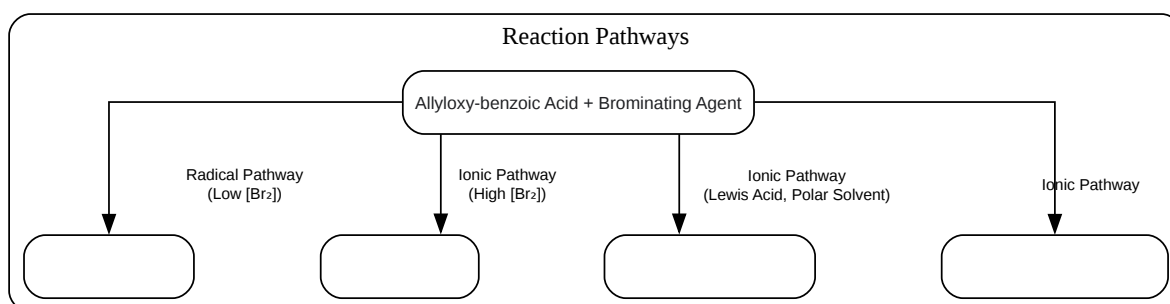 Reaction Pathways
Allyloxy-benzoic Acid + Brominating Agent
Radical Pathway
(Low [Br₂])
Ionic Pathway
(High [Br₂])
Ionic Pathway
(Lewis Acid, Polar Solvent)
Ionic Pathway